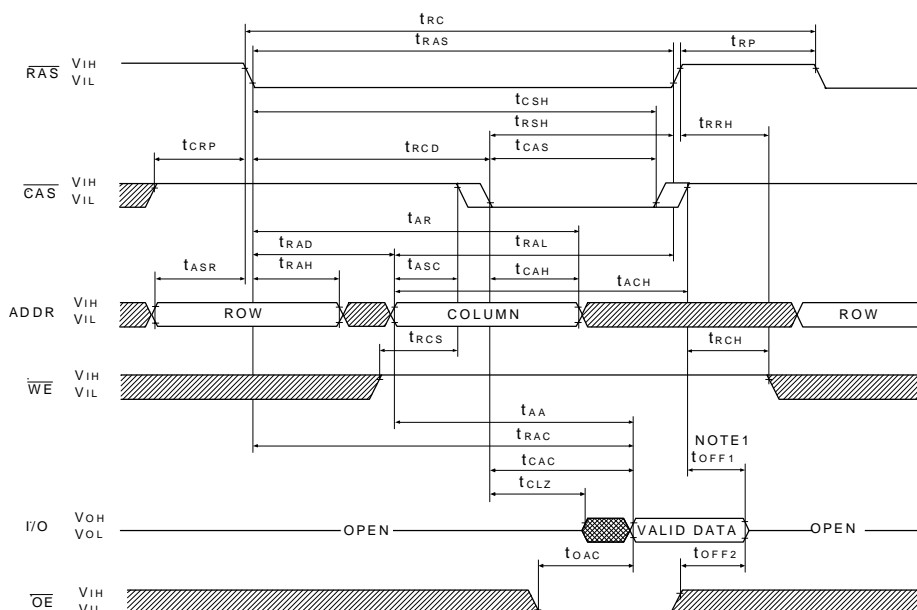 tRC
tRAS tRP
RAS VIH
VIL
tCSH
tRSH tRRH
tCRP tRCD tCAS
CAS VIH
VIL
tAR
tRAD tRAL
tASR tRAH tASC tCAH tACH
ADDR VIH
VIL
ROW COLUMN ROW
tRCS tRCH
WE VIH
VIL
tAA
tRAC NOTE1
tCAC tOFF1
tCLZ
I/O VOH
VOL
OPEN VALID DATA OPEN
tOAC tOFF2
OE VIH
VIL